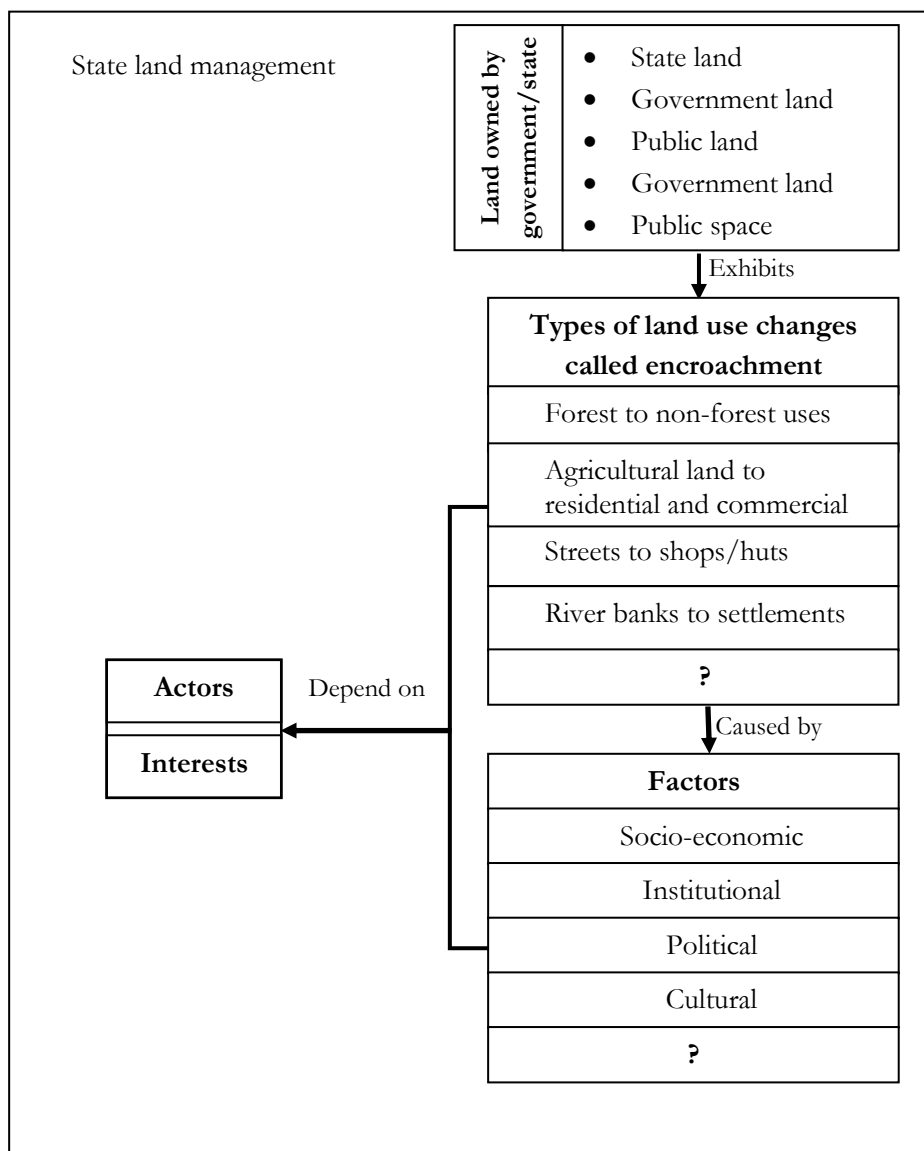 State land management
Land owned by
government/state
• State land
• Government land
• Public land
• Government land
• Public space
Exhibits
Types of land use changes
called encroachment
Forest to non-forest uses
Agricultural land to
residential and commercial
Streets to shops/huts
River banks to settlements
?
Actors
Interests
Depend on
Caused by
Factors
Socio-economic
Institutional
Political
Cultural
?